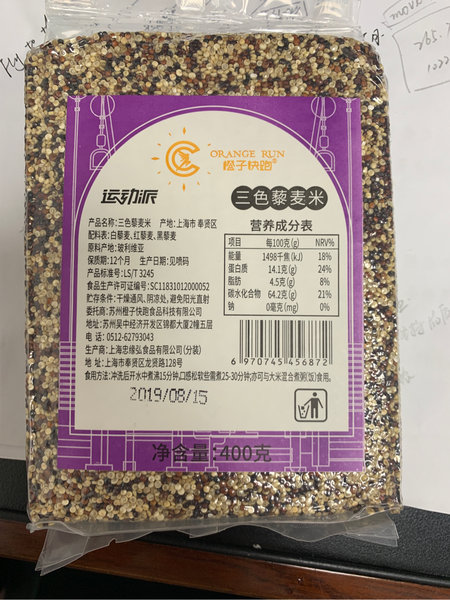 ORANGE RUN
橙子快跑®
运动派
三色藜麦米
产品名称:三色藜麦米 产地:上海市 奉贤区
配料表:白藜麦,红藜麦,黑藜麦
原料产地:玻利维亚
保质期:12个月 生产日期:见喷码
产品标准号:LS/T 3245
食品生产许可证编号:SC11831012000052
贮存条件:干燥通风、阴凉处,避免阳光直射
委托商:苏州橙子快跑食品科技有限公司
地址:苏州吴中经济开发区锦都大厦2幢五层
电话:0512-62793043
生产商:上海忠缘弘食品有限公司(分装)
地址:上海市奉贤区龙贤路128号
食用方法:冲洗后开水中煮沸15分钟,口感松软些需煮25-30分钟;亦可与大米混合煮粥(饭)食用。
营养成分表
项目 每100克(g) NRV%
能量 1498千焦(kJ) 18%
蛋白质 14.1克(g) 24%
脂肪 4.5克(g) 8%
碳水化合物 64.2克(g) 21%
钠 0毫克(mg) 0%
6 970745 456872
2019/08/15
净含量:400克
265.
1022